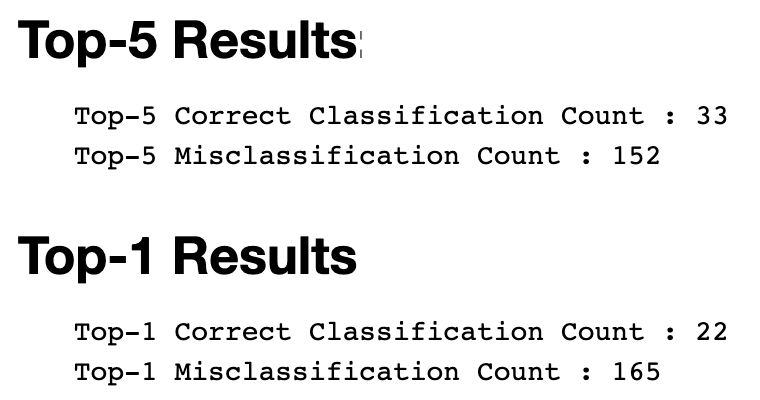 Top-5 Results:
Top-5 Correct Classification Count : 33
Top-5 Misclassification Count : 152
Top-1 Results
Top-1 Correct Classification Count : 22
Top-1 Misclassification Count : 165